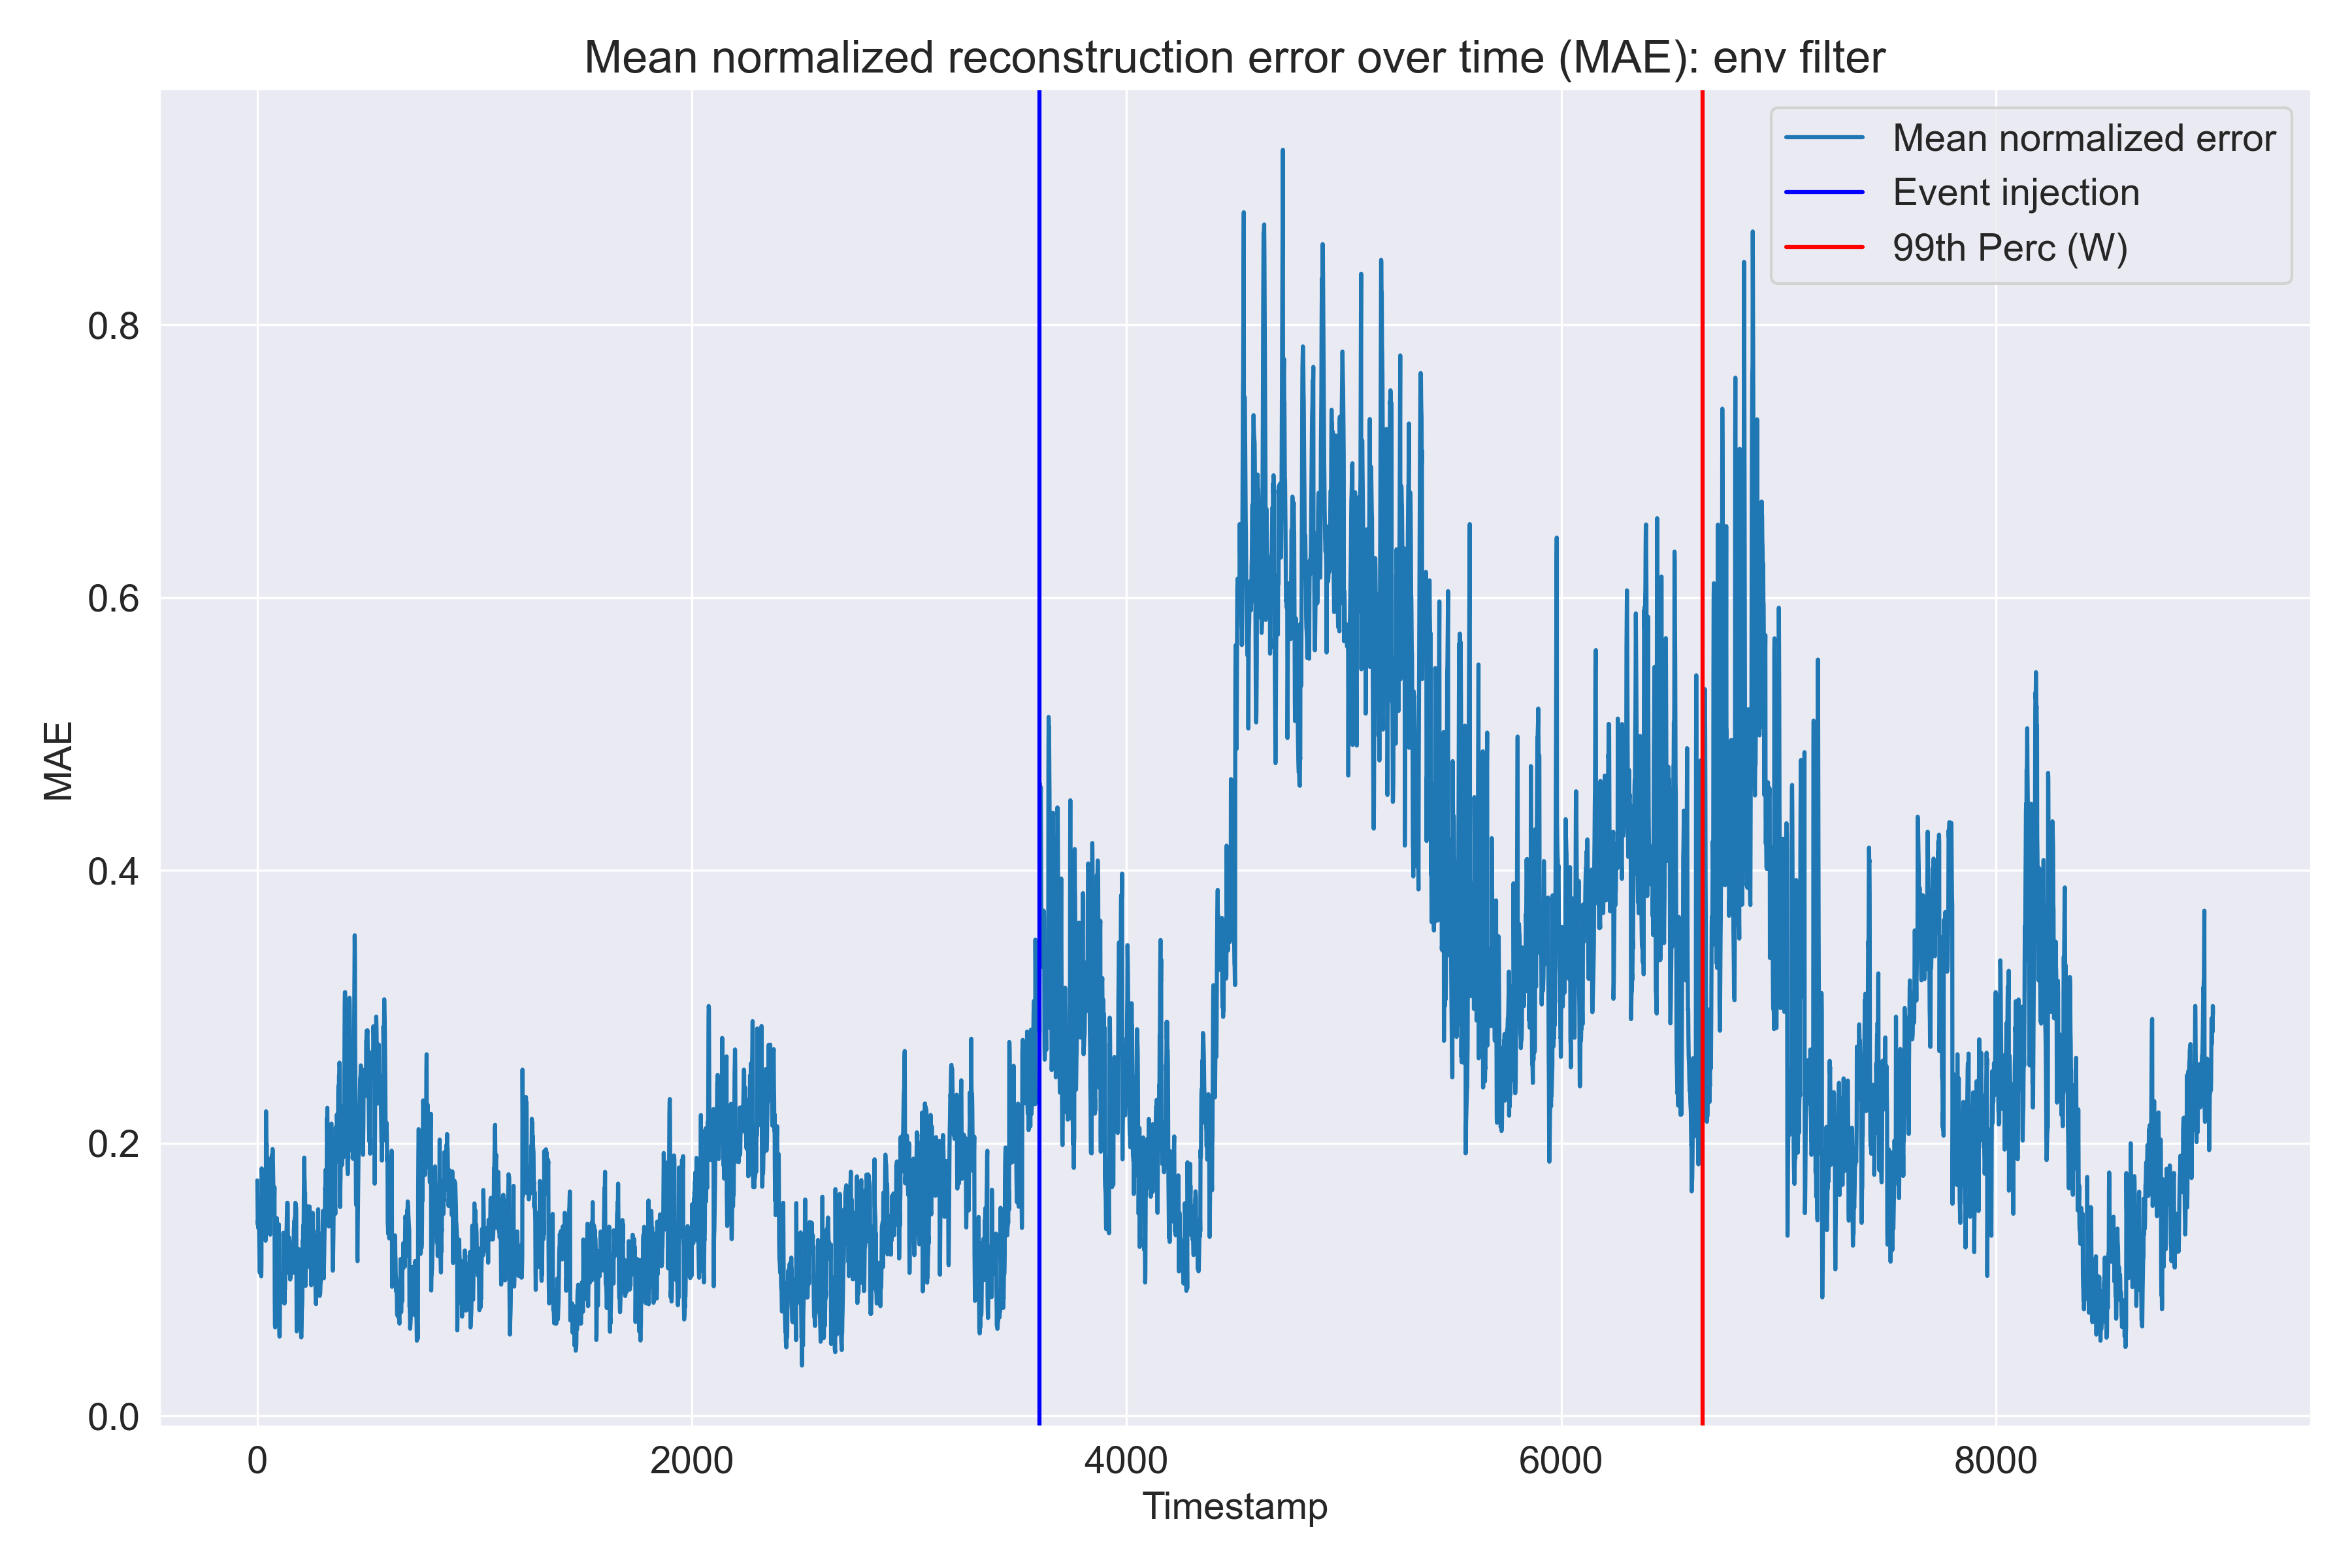 Mean normalized reconstruction error over time (MAE): env filter
Mean normalized error
Event injection
99th Perc (W)
MAE
0.8
0.6
0.4
0.2
0.0
0 2000 4000 6000 8000
Timestamp